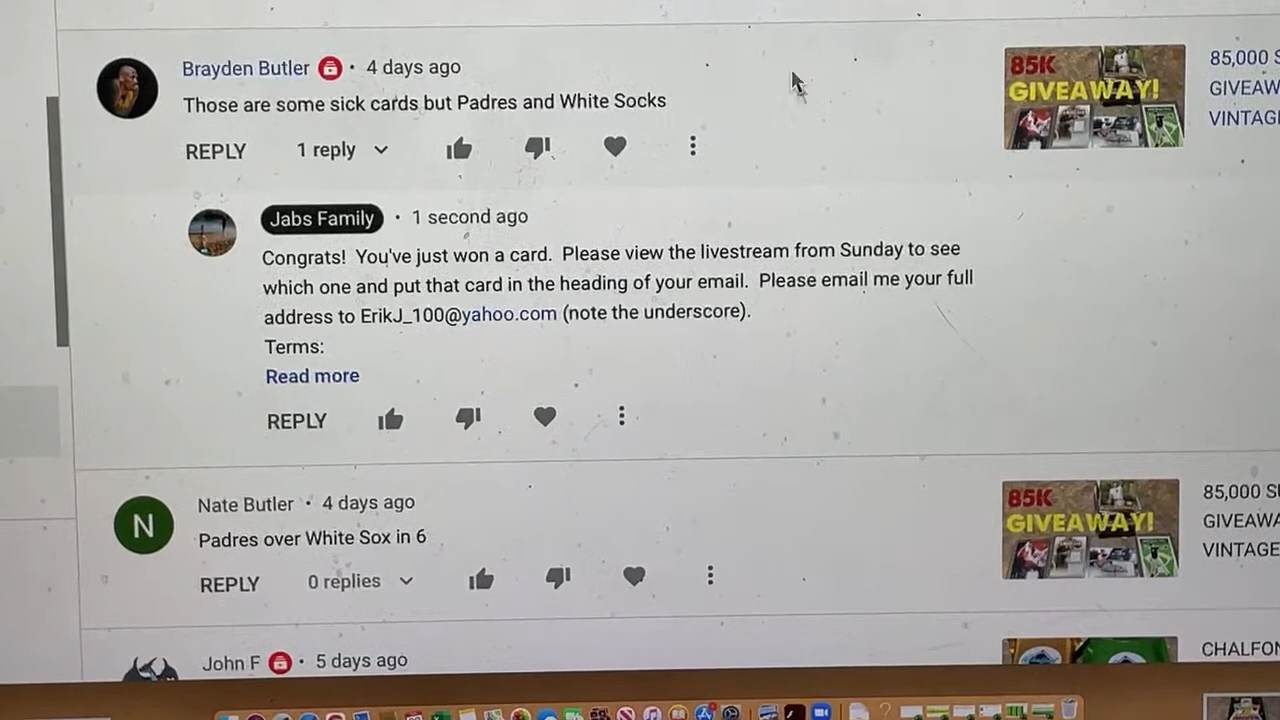 Brayden Butler • 4 days ago
Those are some sick cards but Padres and White Socks
REPLY 1 reply
85K
GIVEAWAY!
85,000 S
GIVEAW
VINTAG
Jabs Family • 1 second ago
Congrats! You've just won a card. Please view the livestream from Sunday to see
which one and put that card in the heading of your email. Please email me your full
address to ErikJ_100@yahoo.com (note the underscore).
Terms:
Read more
REPLY
N
Nate Butler • 4 days ago
Padres over White Sox in 6
REPLY 0 replies
85K
GIVEAWAY!
85,000 SU
GIVEAWA
VINTAGE
John F • 5 days ago
CHALFON